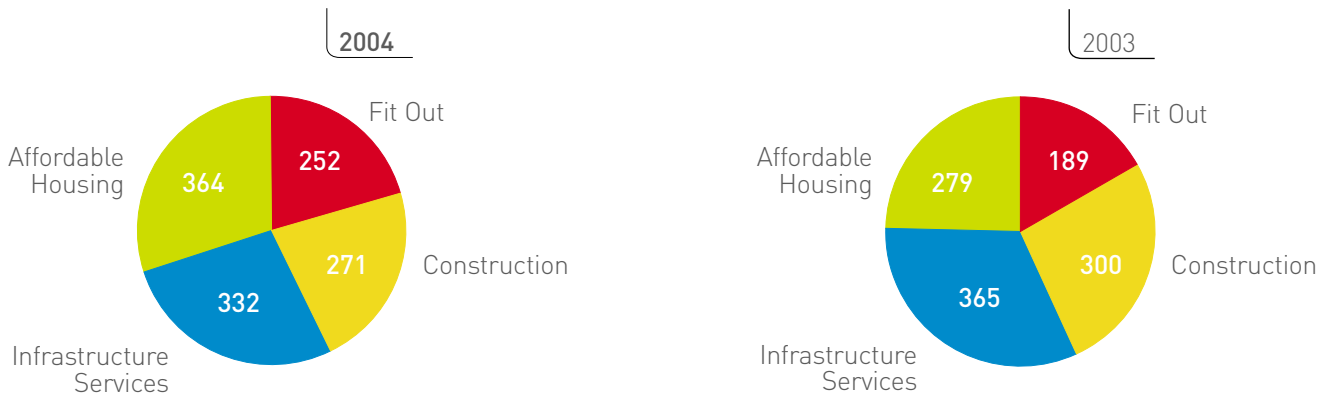 2004
Fit Out
Affordable
Housing
364
252
271
Construction
332
Infrastructure
Services
2003
Fit Out
Affordable
Housing
279
189
300
Construction
365
Infrastructure
Services